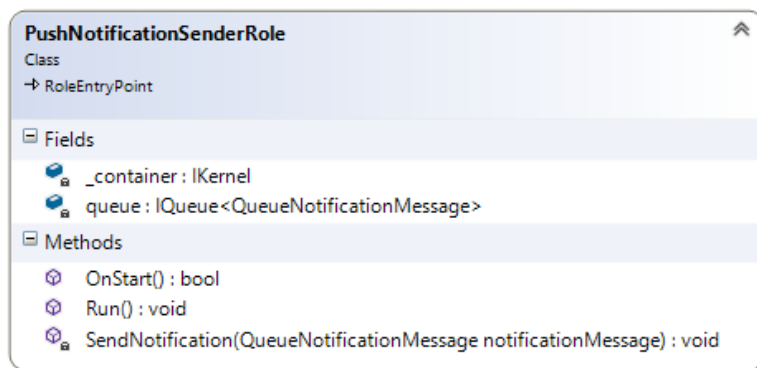 PushNotificationSenderRole
Class
RoleEntryPoint
Fields
_container : IKernel
queue : IQueue<QueueNotificationMessage>
Methods
OnStart() : bool
Run() : void
SendNotification(QueueNotificationMessage notificationMessage) : void